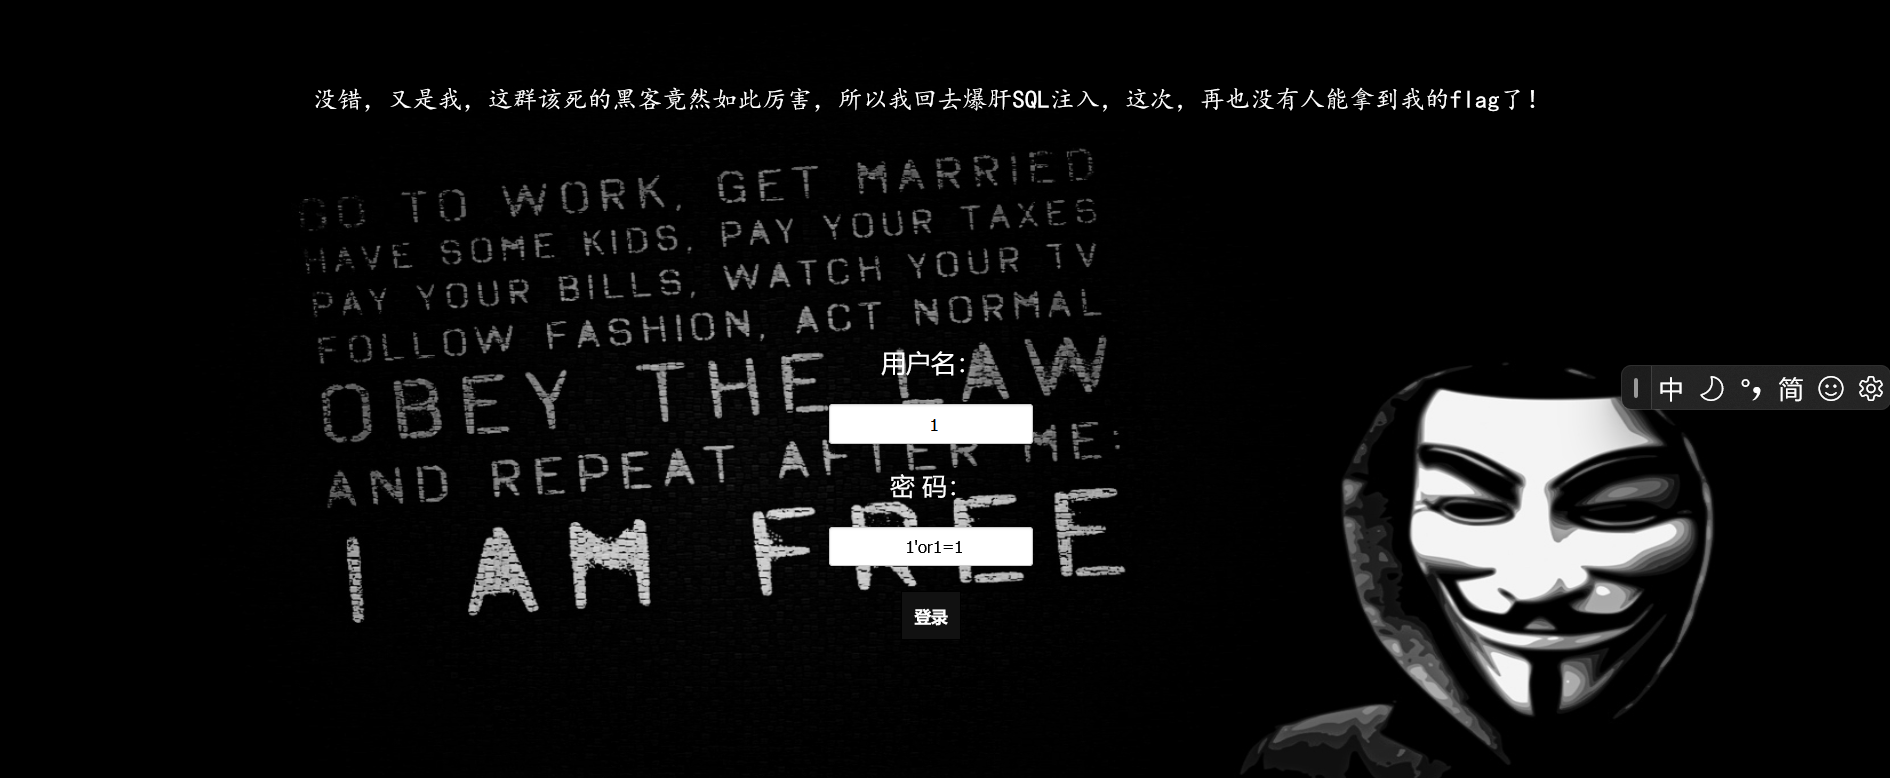 没错，又是我，这群该死的黑客竟然如此厉害，所以我回去爆肝SQL注入，这次，再也没有人能拿到我的flag了！
GO TO WORK, GET MARRIED
HAVE SOME KIDS, PAY YOUR TAXES
PAY YOUR BILLS, WATCH YOUR TV
FOLLOW FASHION, ACT NORMAL
OBEY THE LAW
AND REPEAT AFTER ME:
I AM FREE
用户名：
1
密 码：
1'or1=1
登录
中 简